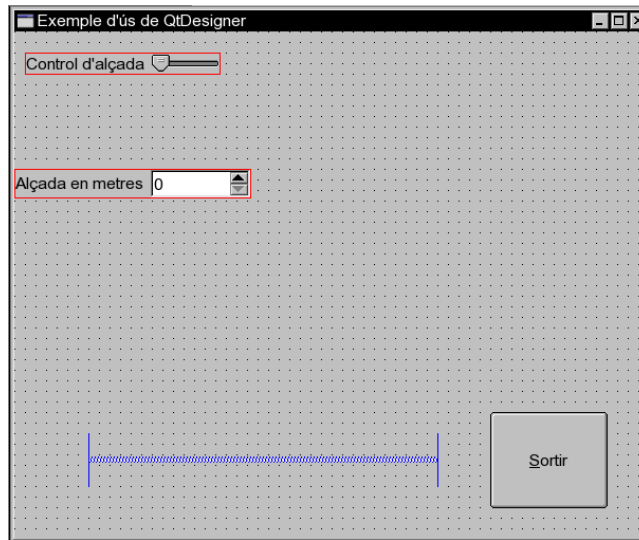 Exemple d'ús de QtDesigner
Control d'alçada
Alçada en metres 0
Sortir